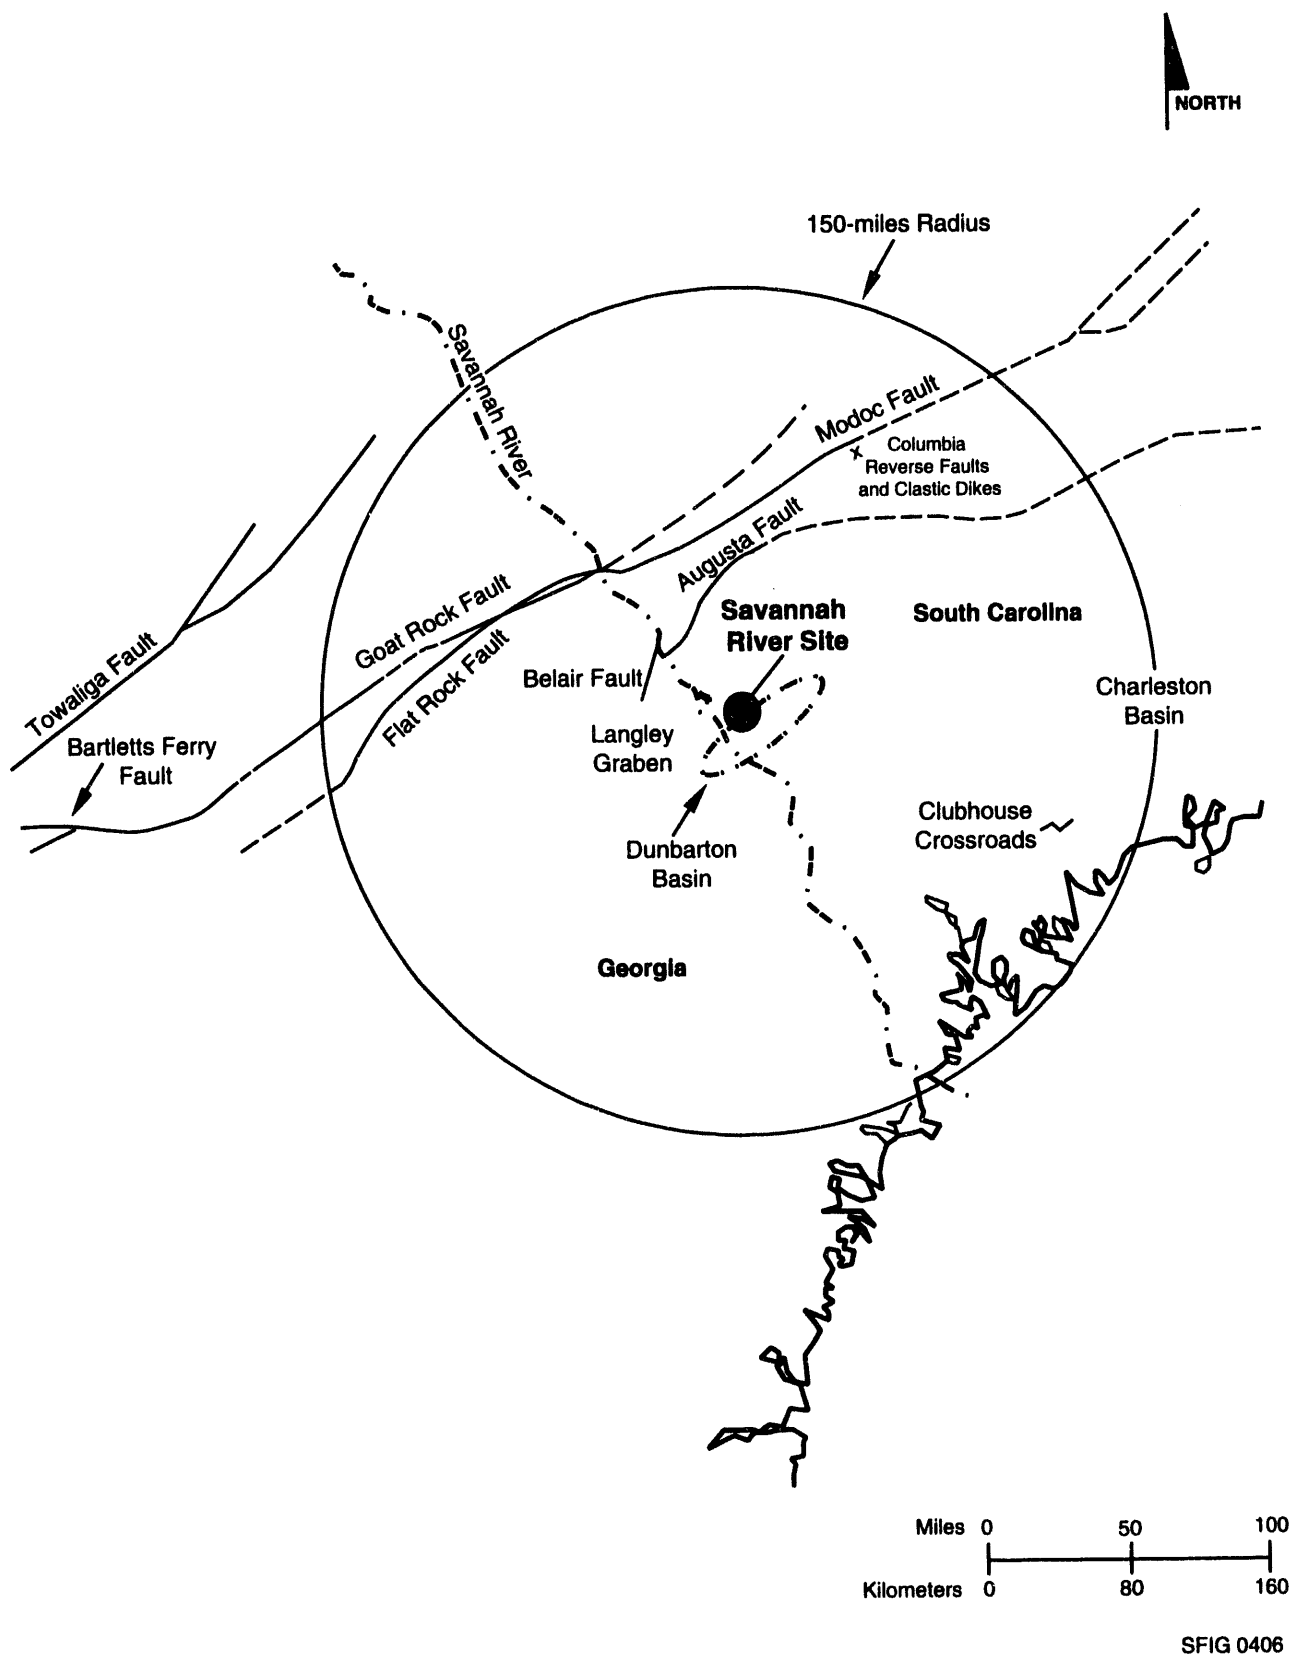 NORTH
150-miles Radius
Savannah River
Modoc Fault
Columbia
Reverse Faults
and Clastic Dikes
x
Augusta Fault
Goat Rock Fault
Flat Rock Fault
Towaliga Fault
Bartletts Ferry
Fault
Savannah
River Site
South Carolina
Belair Fault
Langley
Graben
Charleston
Basin
Clubhouse
Crossroads
Dunbarton
Basin
Georgia
Miles 0 50 100
Kilometers 0 80 160
SFIG 0406